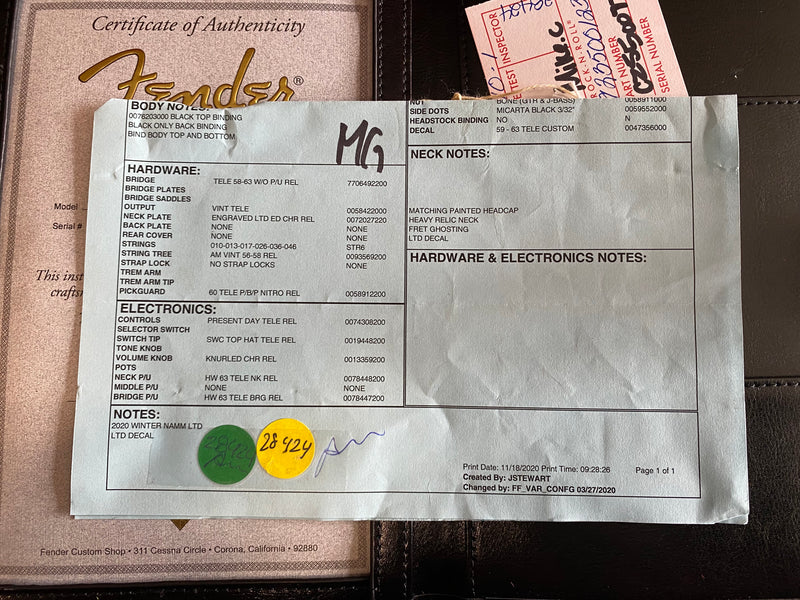 Certificate of Authenticity
Fender
Model
Serial #
This inst
craftsm
Fender Custom Shop • 311 Cessna Circle • Corona, California • 92880
TEST INSPECTOR
Mike.C
ROCK-N-ROLL"
PART NUMBER
SERIAL NUMBER
BODY NOTES
0078203000 BLACK TOP BINDING
BLACK ONLY BACK BINDING
BIND BODY TOP AND BOTTOM
MG
HARDWARE:
BRIDGE TELE 58-63 W/O P/U REL 7706492200
BRIDGE PLATES
BRIDGE SADDLES
OUTPUT VINT TELE 0058422000
NECK PLATE ENGRAVED LTD ED CHR REL 0072027220
BACK PLATE NONE NONE
REAR COVER NONE NONE
STRINGS 010-013-017-026-036-046 STR6
STRING TREE AM VINT 56-58 REL 0093569200
STRAP LOCK NO STRAP LOCKS NONE
TREM ARM
TREM ARM TIP
PICKGUARD 60 TELE P/B/P NITRO REL 0058912200
ELECTRONICS:
CONTROLS PRESENT DAY TELE REL 0074308200
SELECTOR SWITCH
SWITCH TIP SWC TOP HAT TELE REL 0019448200
TONE KNOB
VOLUME KNOB KNURLED CHR REL 0013359200
POTS
NECK P/U HW 63 TELE NK REL 0078448200
MIDDLE P/U NONE NONE
BRIDGE P/U HW 63 TELE BRG REL 0078447200
NOTES:
2020 WINTER NAMM LTD
LTD DECAL
28424
28424
NUT BONE (GTR & J-BASS) 0058911000
SIDE DOTS MICARTA BLACK 3/32" 0059552000
HEADSTOCK BINDING NO N
DECAL 59 - 63 TELE CUSTOM 0047356000
NECK NOTES:
MATCHING PAINTED HEADCAP
HEAVY RELIC NECK
FRET GHOSTING
LTD DECAL
HARDWARE & ELECTRONICS NOTES:
Print Date: 11/18/2020 Print Time: 09:28:26 Page 1 of 1
Created By: JSTEWART
Changed by: FF_VAR_CONFG 03/27/2020